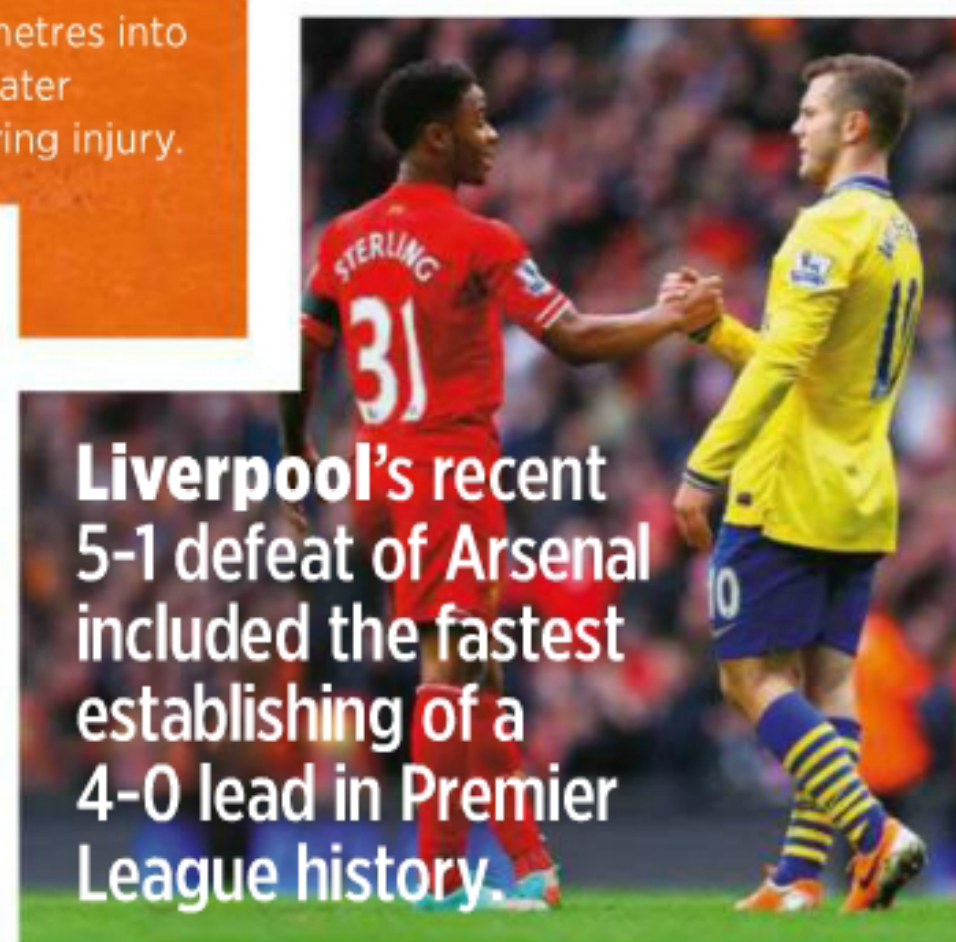 metres into
ater
ring injury.
STERLING
31
10
10
Liverpool's recent
5-1 defeat of Arsenal
included the fastest
establishing of a
4-0 lead in Premier
League history.